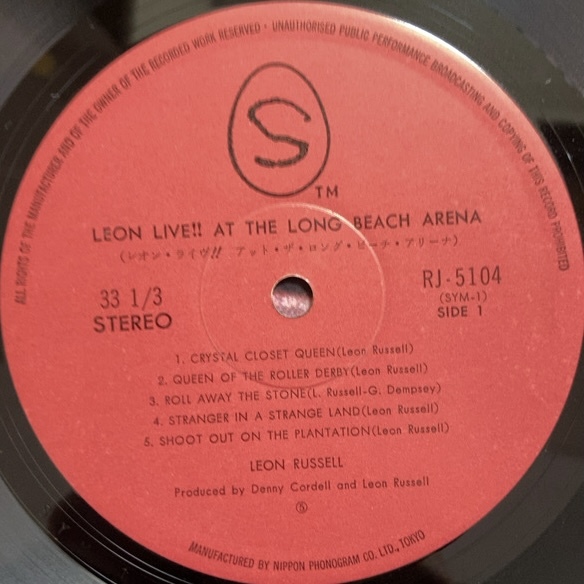 ALL RIGHTS OF THE MANUFACTURER AND OF THE OWNER OF THE RECORDED WORK RESERVED · UNAUTHORISED PUBLIC PERFORMANCE BROADCASTING AND COPYING OF THIS RECORD PROHIBITED
S
TM
LEON LIVE!! AT THE LONG BEACH ARENA
(レオン・ライヴ!! アット・ザ・ロング・ビーチ・アリーナ)
33 1/3
STEREO
RJ-5104
(SYM-1)
SIDE 1
1. CRYSTAL CLOSET QUEEN(Leon Russell)
2. QUEEN OF THE ROLLER DERBY(Leon Russell)
3. ROLL AWAY THE STONE(L. Russell-G. Dempsey)
4. STRANGER IN A STRANGE LAND(Leon Russell)
5. SHOOT OUT ON THE PLANTATION(Leon Russell)
LEON RUSSELL
Produced by Denny Cordell and Leon Russell
MANUFACTURED BY NIPPON PHONOGRAM CO. LTD., TOKYO